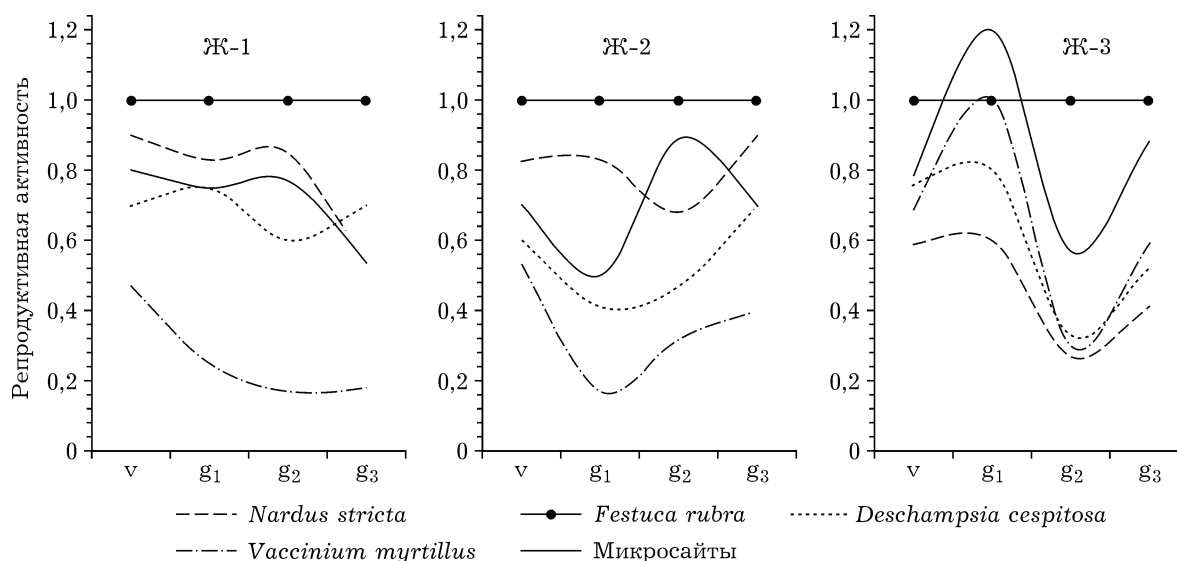 Ж-1 Ж-2 Ж-3
Репродуктивная активность
1,2 1,2 1,2
1,0 1,0 1,0
0,8 0,8 0,8
0,6 0,6 0,6
0,4 0,4 0,4
0,2 0,2 0,2
0 0 0
v g1 g2 g3 v g1 g2 g3 v g1 g2 g3
Nardus stricta Festuca rubra Deschampsia cespitosa
Vaccinium myrtillus Микросайты